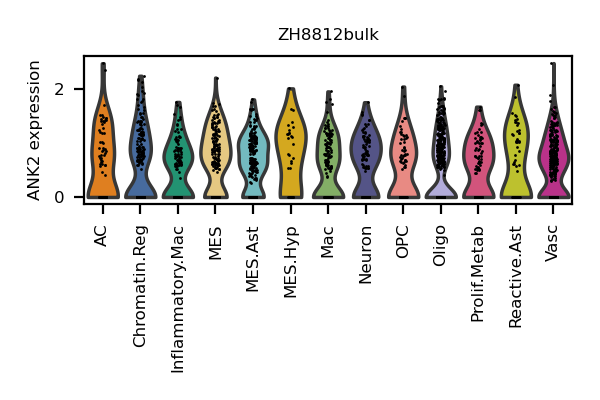 ZH8812bulk
ANK2 expression
2
0
AC
Chromatin.Reg
Inflammatory.Mac
MES
MES.Ast
MES.Hyp
Mac
Neuron
OPC
Oligo
Prolif.Metab
Reactive.Ast
Vasc